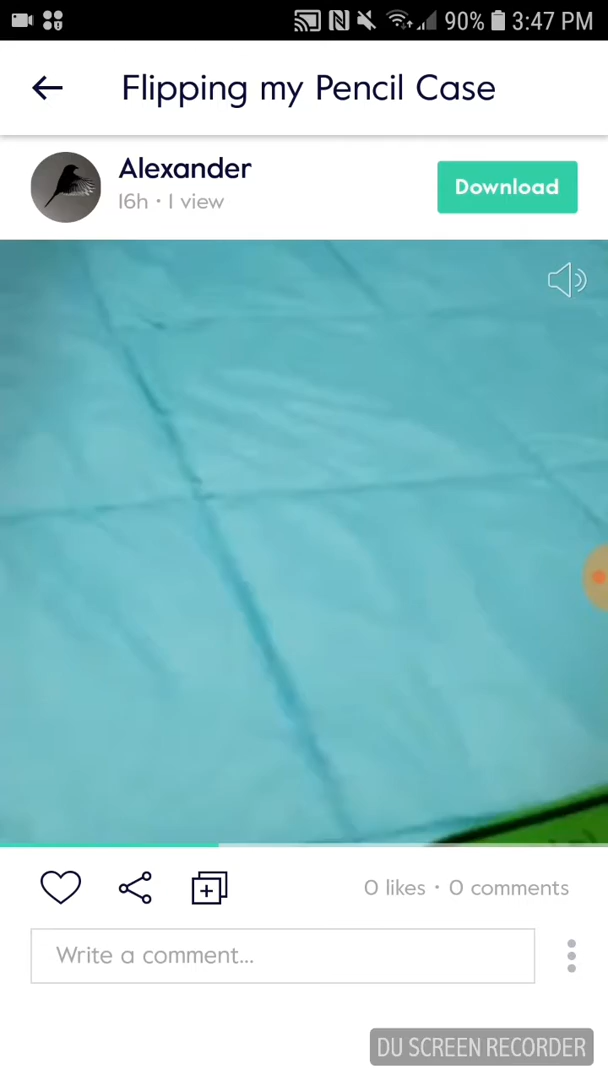 90% 3:47 PM
Flipping my Pencil Case
Alexander
16h • 1 view
Download
0 likes • 0 comments
Write a comment...
DU SCREEN RECORDER